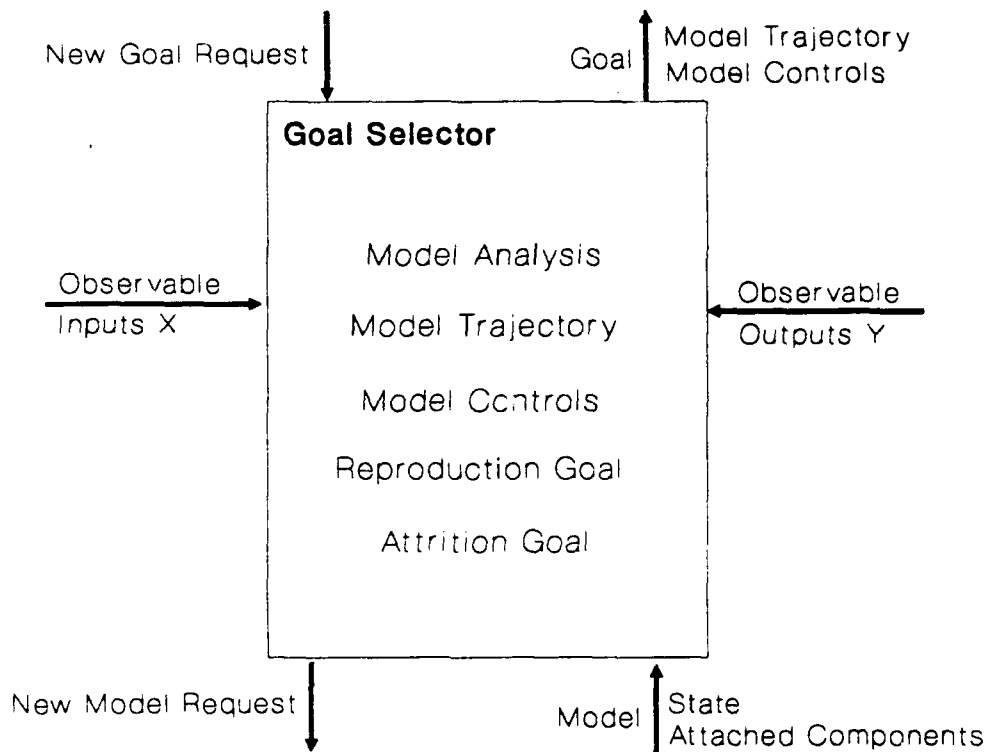 New Goal Request
Goal
Model Trajectory
Model Controls
Goal Selector
Model Analysis
Observable
Inputs X
Model Trajectory
Observable
Outputs Y
Model Controls
Reproduction Goal
Attrition Goal
New Model Request
Model
State
Attached Components